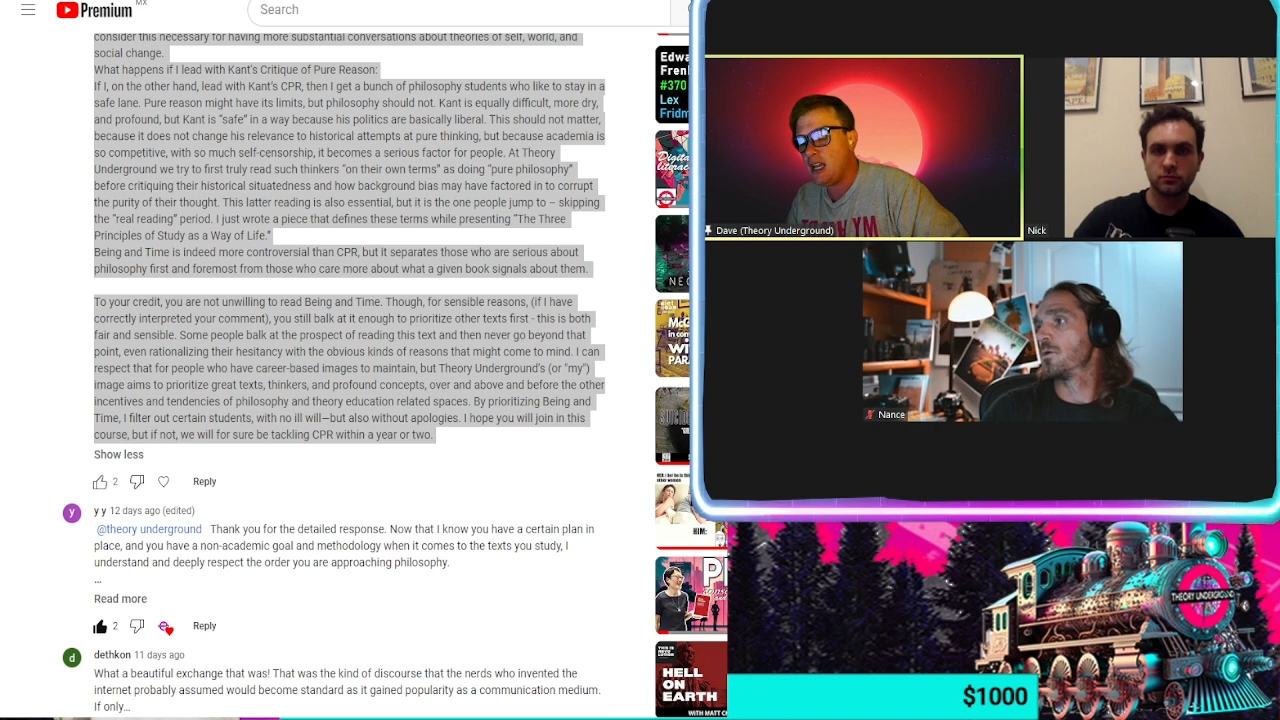 Premium
MX
Search
consider this necessary for having more substantial conversations about theories of self, world, and
social change.
What happens if I lead with Kant's Critique of Pure Reason:
If I, on the other hand, lead with Kant's CPR, then I get a bunch of philosophy students who like to stay in a
safe lane. Pure reason might have its limits, but philosophy should not. Kant is equally difficult, more dry,
and profound, but Kant is "safe" in a way because his politics are basically liberal. This should not matter,
because it does not change his relevance to historical attempts at pure thinking, but because academia is
so competitive, with so much self-censorship, it becomes a serious factor for people. At Theory
Underground we try to first fully read such thinkers "on their own terms" as doing "pure philosophy"
before critiquing their historical situatedness and how background bias may have factored in to corrupt
the purity of their thought. This latter reading is also essential, but it is the one people jump to – skipping
the "real reading" period. I just wrote a piece that defines these terms while presenting "The Three
Principles of Study as a Way of Life."
Being and Time is indeed more controversial than CPR, but it separates those who are serious about
philosophy first and foremost from those who care more about what a given book signals about them.
To your credit, you are not unwilling to read Being and Time. Though, for sensible reasons, (if I have
correctly interpreted your comment), you still balk at it enough to prioritize other texts first - this is both
fair and sensible. Some people balk at the prospect of reading this text and then never go beyond that
point, even rationalizing their hesitancy with the obvious kinds of reasons that might come to mind. I can
respect that for people who have career-based images to maintain, but Theory Underground's (or "my")
image aims to prioritize great texts, thinkers, and profound concepts, over and above and before the other
incentives and tendencies of philosophy and theory education related spaces. By prioritizing Being and
Time, I filter out certain students, with no ill will—but also without apologies. I hope you will join in this
course, but if not, we will for sure be tackling CPR within a year or two.
Show less
2
Reply
y
y y 12 days ago (edited)
@theory underground Thank you for the detailed response. Now that I know you have a certain plan in
place, and you have a non-academic goal and methodology when it comes to the texts you study, I
understand and deeply respect the order you are approaching philosophy.
...
Read more
2
Reply
d
dethkon 11 days ago
What a beautiful exchange that was! That was the kind of discourse that the nerds who invented the
internet probably assumed would become standard as it gained popularity as a communication medium.
If only…
Edwa
Frenk
#370
Lex
Fridm
Digita
literac
NEC
McG
in con
wi
PARA
SUICID
HIM:
P
HELL
ON
EARTH
WITH MATT C
Dave (Theory Underground)
Nick
Nance
THEORY UNDERGROUND
$1000